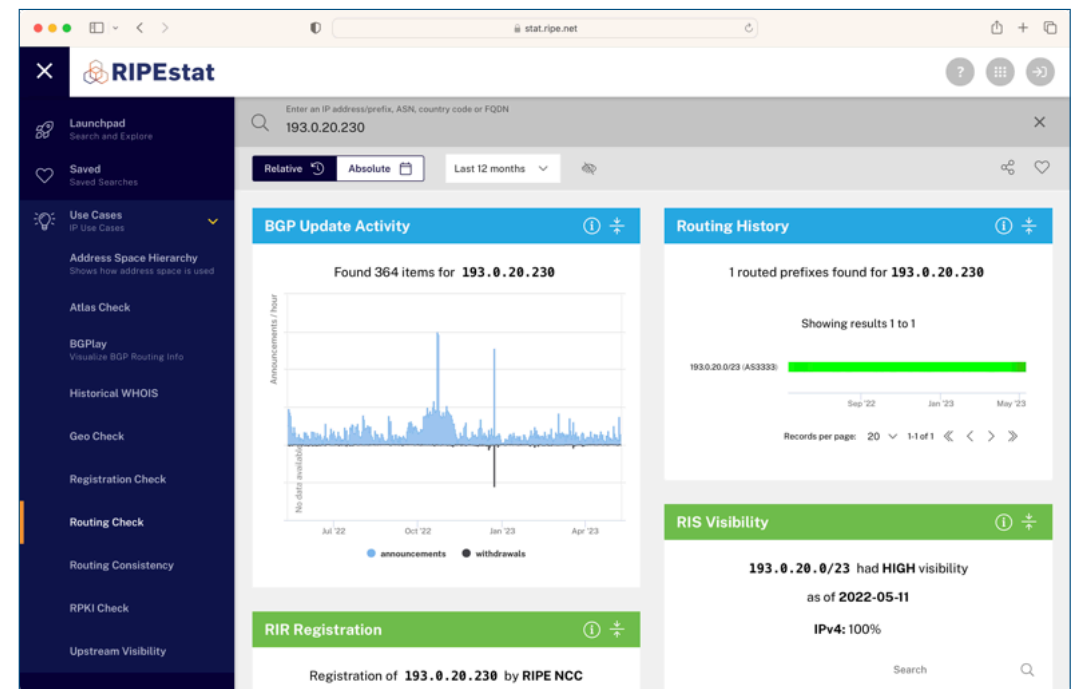 stat.ripe.net
RIPEstat
?
Launchpad
Search and Explore
Saved
Saved Searches
Use Cases
IP Use Cases
Address Space Hierarchy
Shows how address space is used
Atlas Check
BGPlay
Visualize BGP Routing Info
Historical WHOIS
Geo Check
Registration Check
Routing Check
Routing Consistency
RPKI Check
Upstream Visibility
Enter an IP address/prefix, ASN, country code or FQDN
193.0.20.230
Relative Absolute Last 12 months
BGP Update Activity
Found 364 items for 193.0.20.230
Announcements / hour
No data available
Jul '22 Oct '22 Jan '23 Apr '23
announcements withdrawals
RIR Registration
Registration of 193.0.20.230 by RIPE NCC
Routing History
1 routed prefixes found for 193.0.20.230
Showing results 1 to 1
193.0.20.0/23 (AS3333)
Sep '22 Jan '23 May '23
Records per page: 20 1-1 of 1
RIS Visibility
193.0.20.0/23 had HIGH visibility
as of 2022-05-11
IPv4: 100%
Search